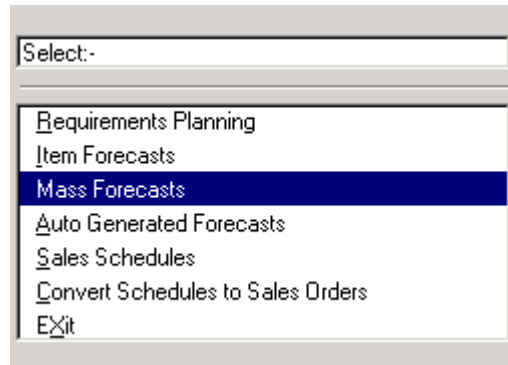 Select:-
Requirements Planning
Item Forecasts
Mass Forecasts
Auto Generated Forecasts
Sales Schedules
Convert Schedules to Sales Orders
EXit